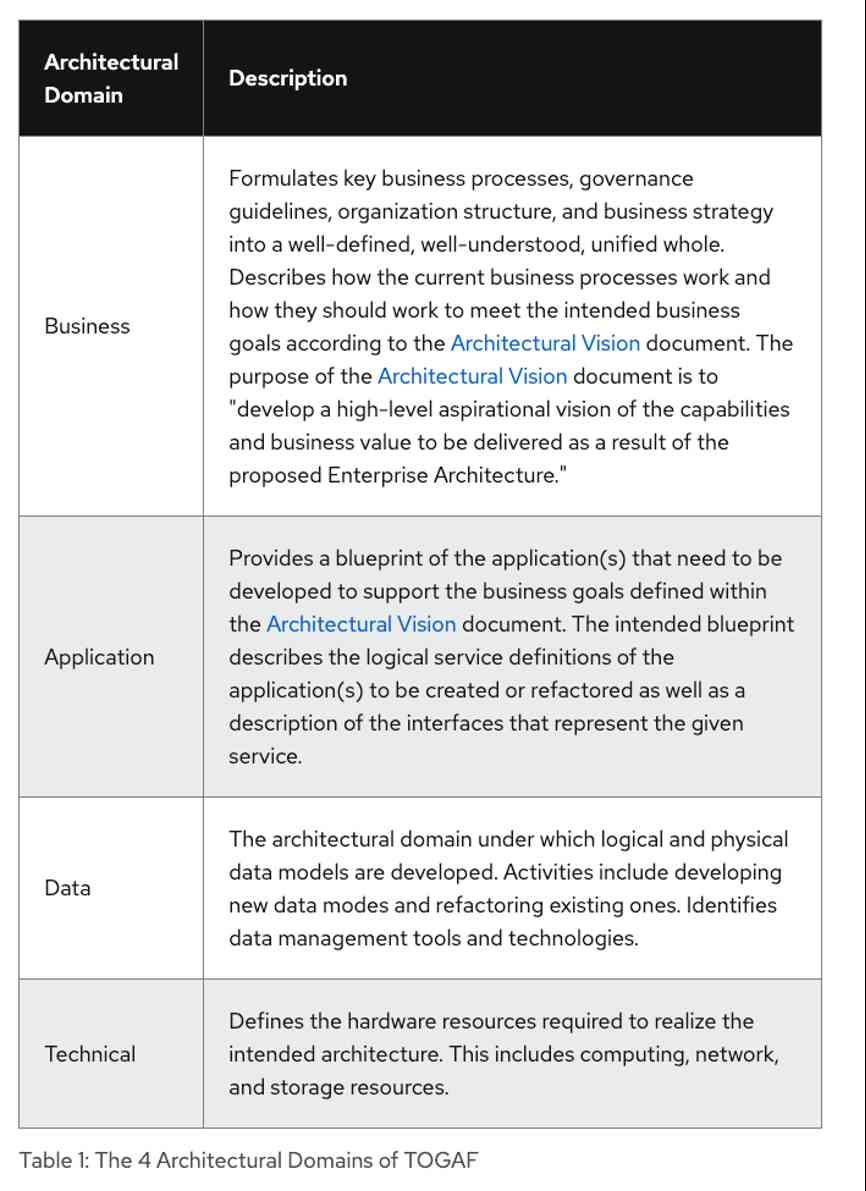 Architectural
Domain
Description
Business
Formulates key business processes, governance
guidelines, organization structure, and business strategy
into a well-defined, well-understood, unified whole.
Describes how the current business processes work and
how they should work to meet the intended business
goals according to the Architectural Vision document. The
purpose of the Architectural Vision document is to
"develop a high-level aspirational vision of the capabilities
and business value to be delivered as a result of the
proposed Enterprise Architecture."
Application
Provides a blueprint of the application(s) that need to be
developed to support the business goals defined within
the Architectural Vision document. The intended blueprint
describes the logical service definitions of the
application(s) to be created or refactored as well as a
description of the interfaces that represent the given
service.
Data
The architectural domain under which logical and physical
data models are developed. Activities include developing
new data modes and refactoring existing ones. Identifies
data management tools and technologies.
Technical
Defines the hardware resources required to realize the
intended architecture. This includes computing, network,
and storage resources.
Table 1: The 4 Architectural Domains of TOGAF